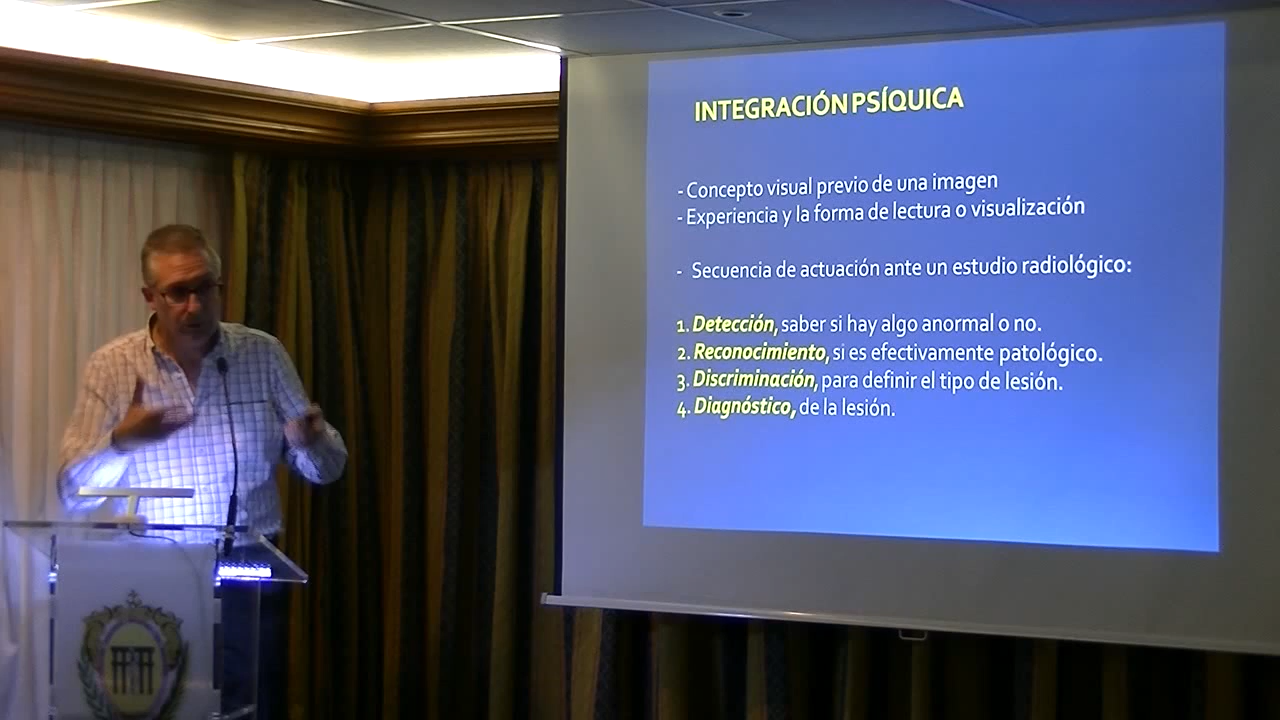 INTEGRACIÓN PSÍQUICA
- Concepto visual previo de una imagen
- Experiencia y la forma de lectura o visualización
- Secuencia de actuación ante un estudio radiológico:
1. Detección, saber si hay algo anormal o no.
2. Reconocimiento, si es efectivamente patológico.
3. Discriminación, para definir el tipo de lesión.
4. Diagnóstico, de la lesión.